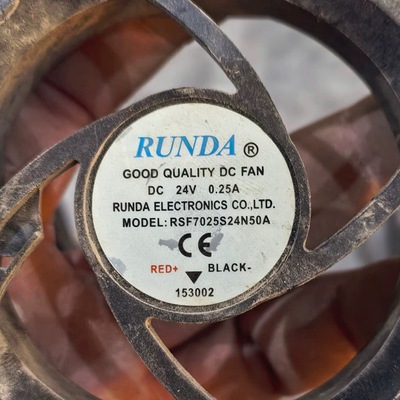 RUNDA ®
GOOD QUALITY DC FAN
DC 24V 0.25A
RUNDA ELECTRONICS CO.,LTD.
MODEL:RSF7025S24N50A
CE
RED+ BLACK-
153002